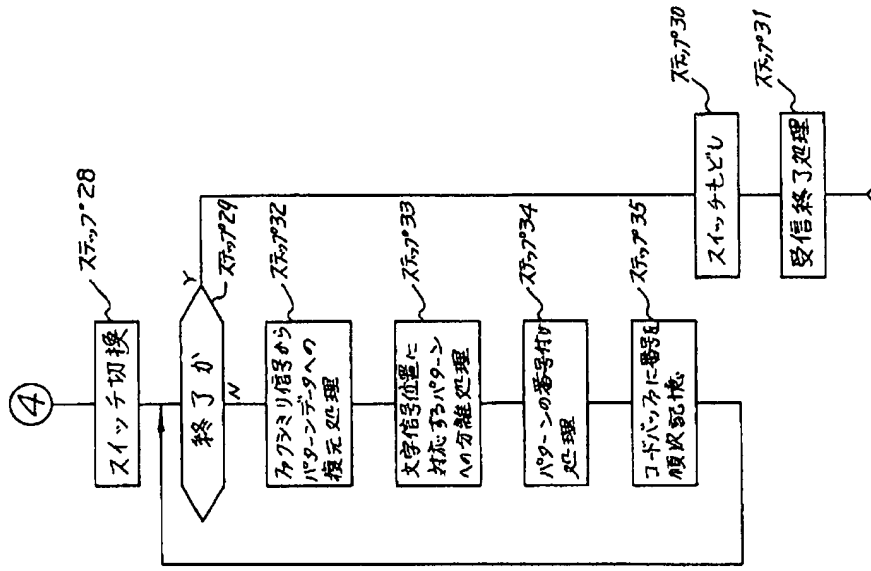 ④
スイッチ切換
ステップ28
終了か
ステップ29
Y
N
ファクシミリ信号から
パターンデータへの
復元処理
ステップ32
文字信号位置に
対応するパターン
への分離処理
ステップ33
パターンの番号付け
処理
ステップ34
コードバッファに番号を
順次記憶
ステップ35
スイッチもどし
ステップ30
受信終了処理
ステップ31